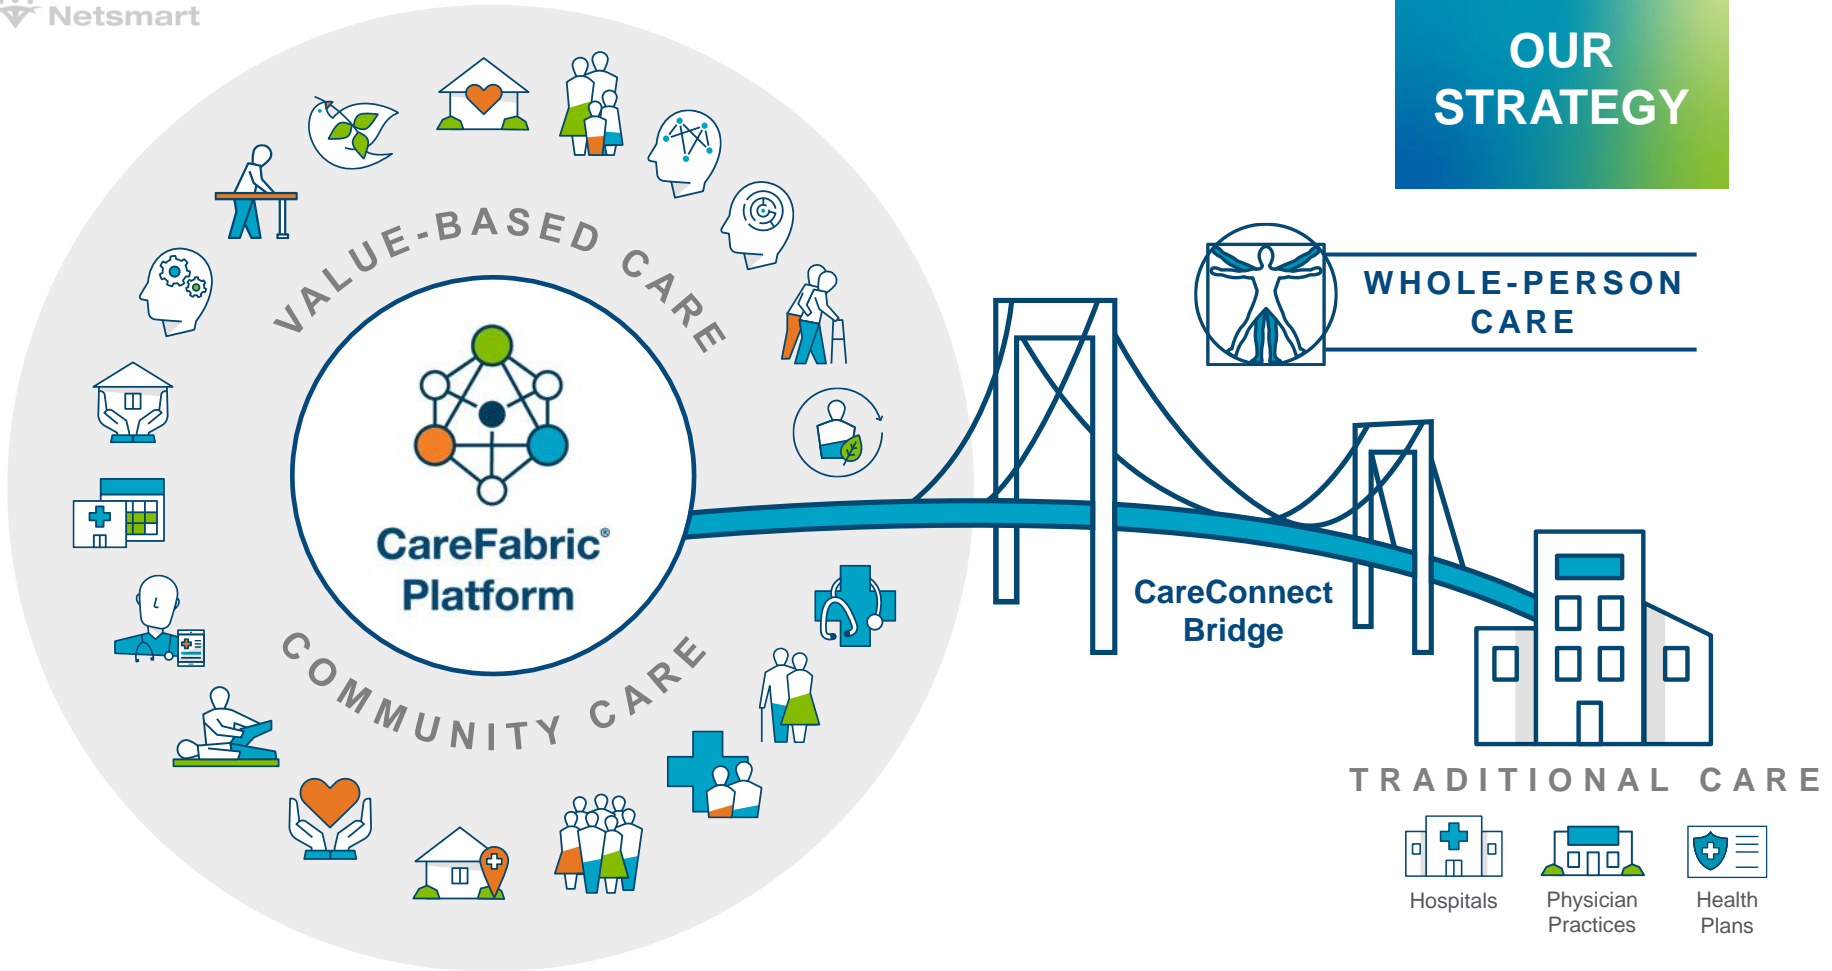 Netsmart
OUR
STRATEGY
VALUE-BASED CARE
WHOLE-PERSON
CARE
CareFabric®
Platform
CareConnect
Bridge
COMMUNITY CARE
TRADITIONAL CARE
Hospitals
Physician
Practices
Health
Plans